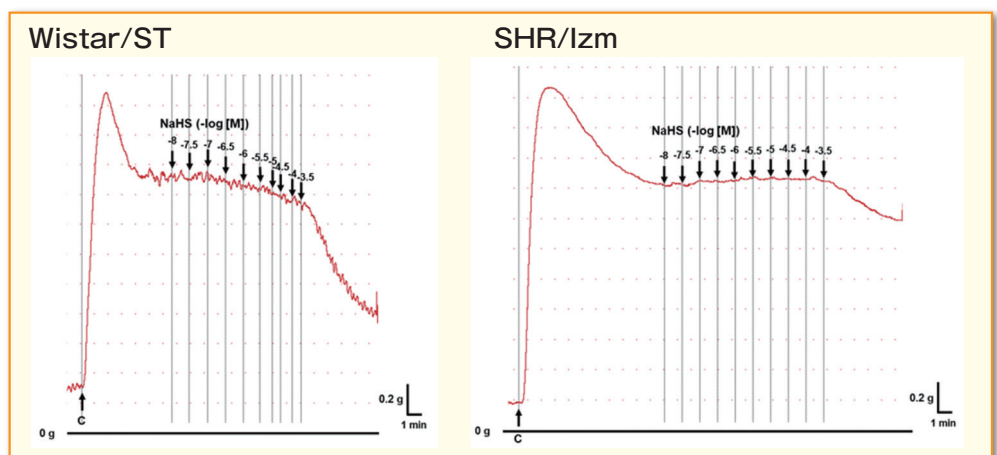 Wistar/ST
NaHS (-log [M])
-8 -7.5 -7 -6.5 -6 -5.5 -5 -4.5 -4 -3.5
C
0.2 g
1 min
0 g
SHR/Izm
NaHS (-log [M])
-8 -7.5 -7 -6.5 -6 -5.5 -5 -4.5 -4 -3.5
C
0.2 g
1 min
0 g